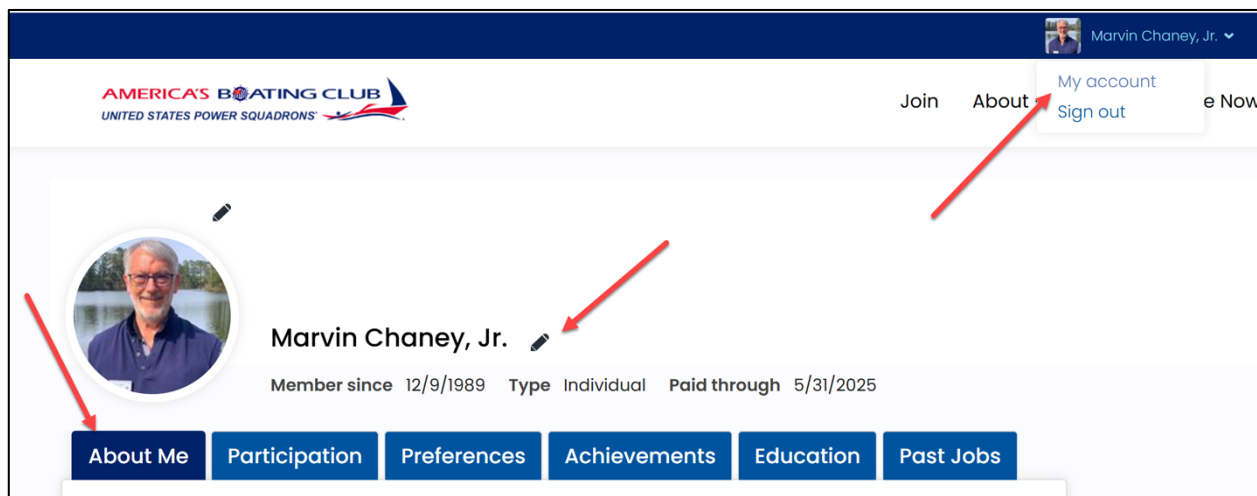 Marvin Chaney, Jr.
My account
Sign out
AMERICA'S BOATING CLUB
UNITED STATES POWER SQUADRONS
Join About e Now
Marvin Chaney, Jr.
Member since 12/9/1989 Type Individual Paid through 5/31/2025
About Me Participation Preferences Achievements Education Past Jobs